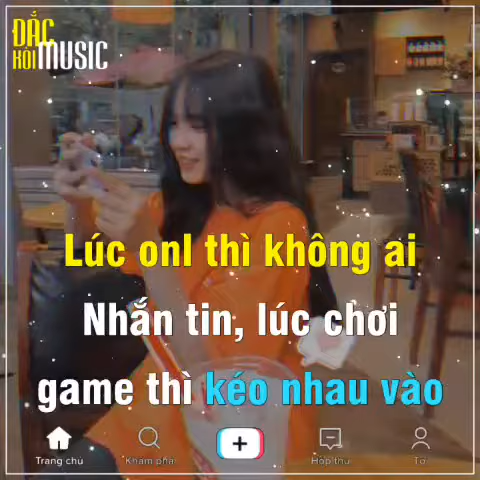 ĐẮC
KÒI MUSIC
Lúc onl thì không ai
Nhắn tin, lúc chơi
game thì kéo nhau vào
Trang chủ
Khám phá
Hộp thư
Tôi